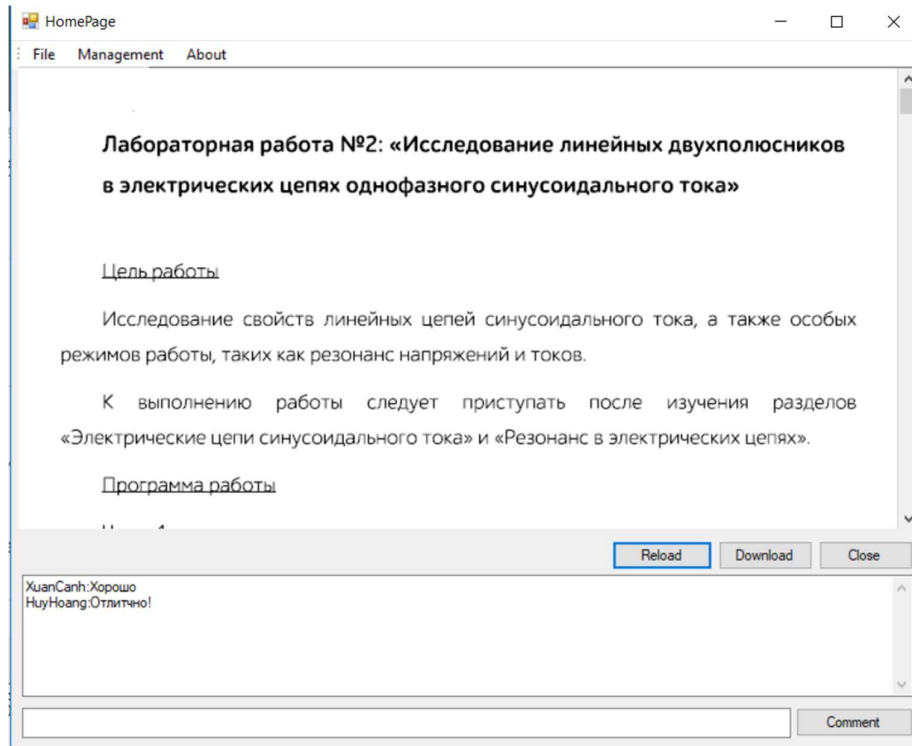 HomePage
File Management About
Лабораторная работа №2: «Исследование линейных двухполюсников
в электрических цепях однофазного синусоидального тока»
Цель работы
Исследование свойств линейных цепей синусоидального тока, а также особых
режимов работы, таких как резонанс напряжений и токов.
К выполнению работы следует приступать после изучения разделов
«Электрические цепи синусоидального тока» и «Резонанс в электрических цепях».
Программа работы
Reload Download Close
XuanCanh:Хорошо
HuyHoang:Отлитчно!
Comment